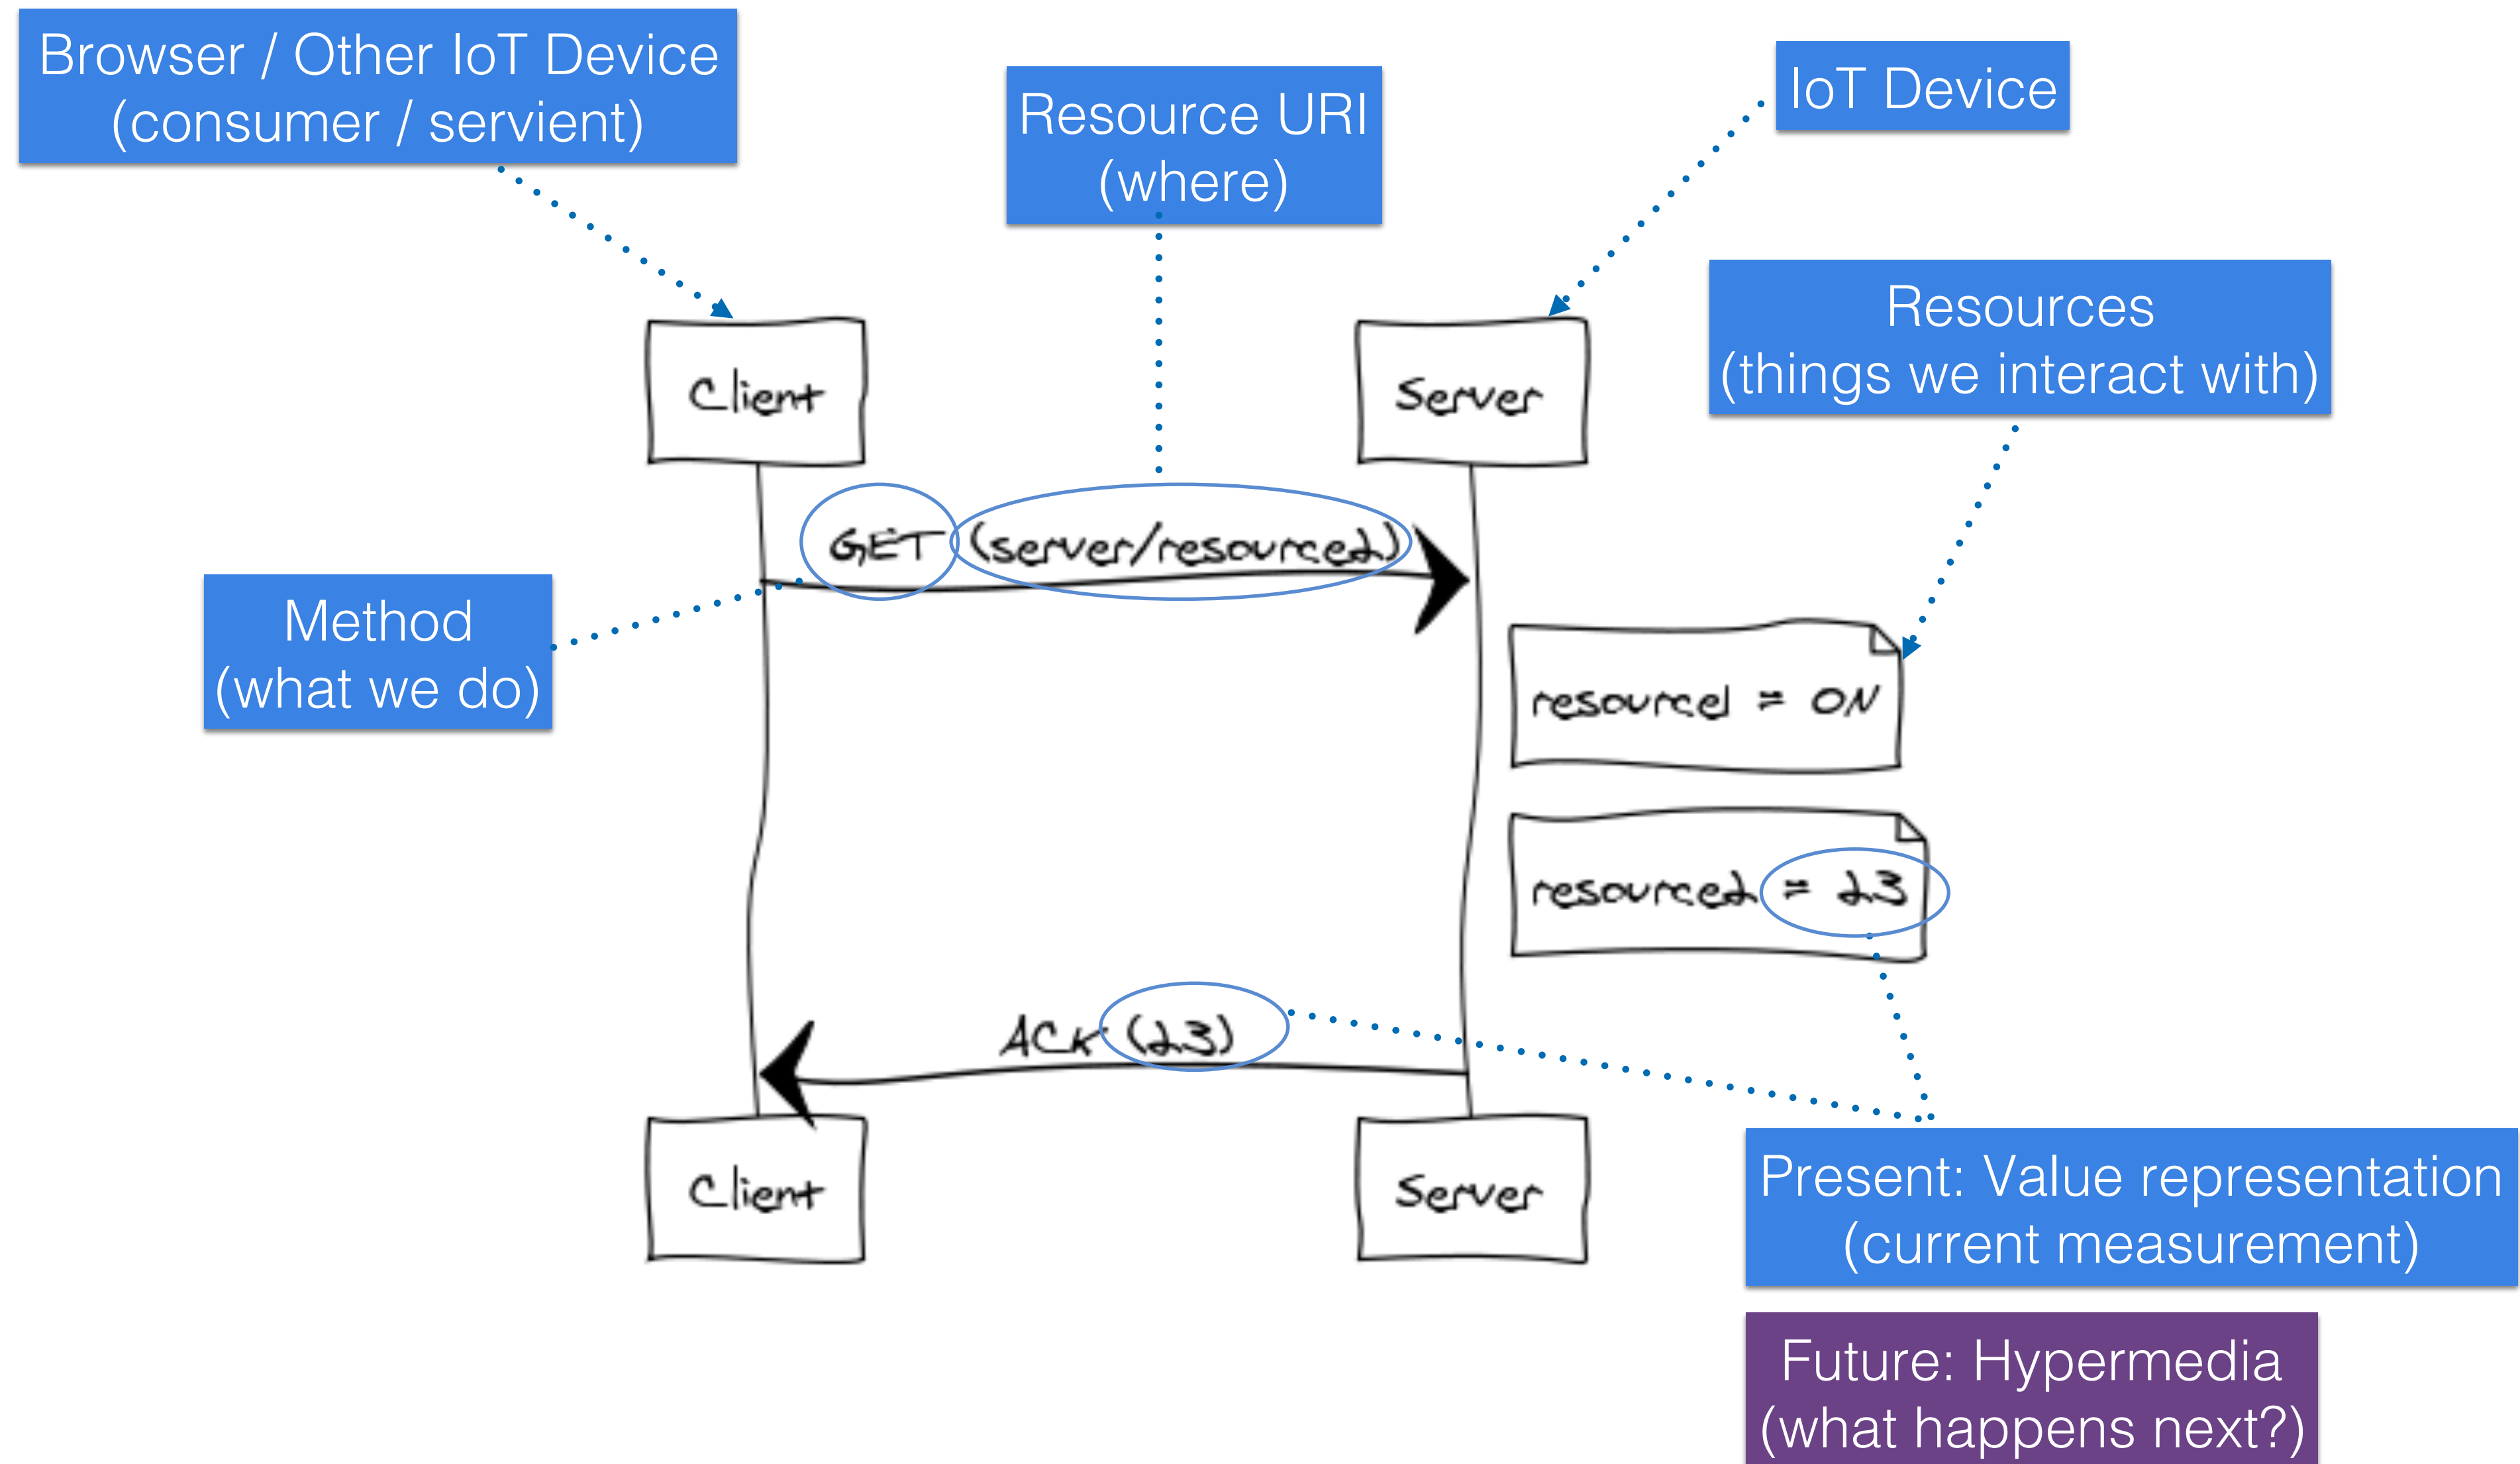 Browser / Other IoT Device
(consumer / servient)
Resource URI
(where)
IoT Device
Resources
(things we interact with)
Client
Server
GET (server/resource2)
Method
(what we do)
resource1 = ON
resource2 = 23
ACK (23)
Client
Server
Present: Value representation
(current measurement)
Future: Hypermedia
(what happens next?)